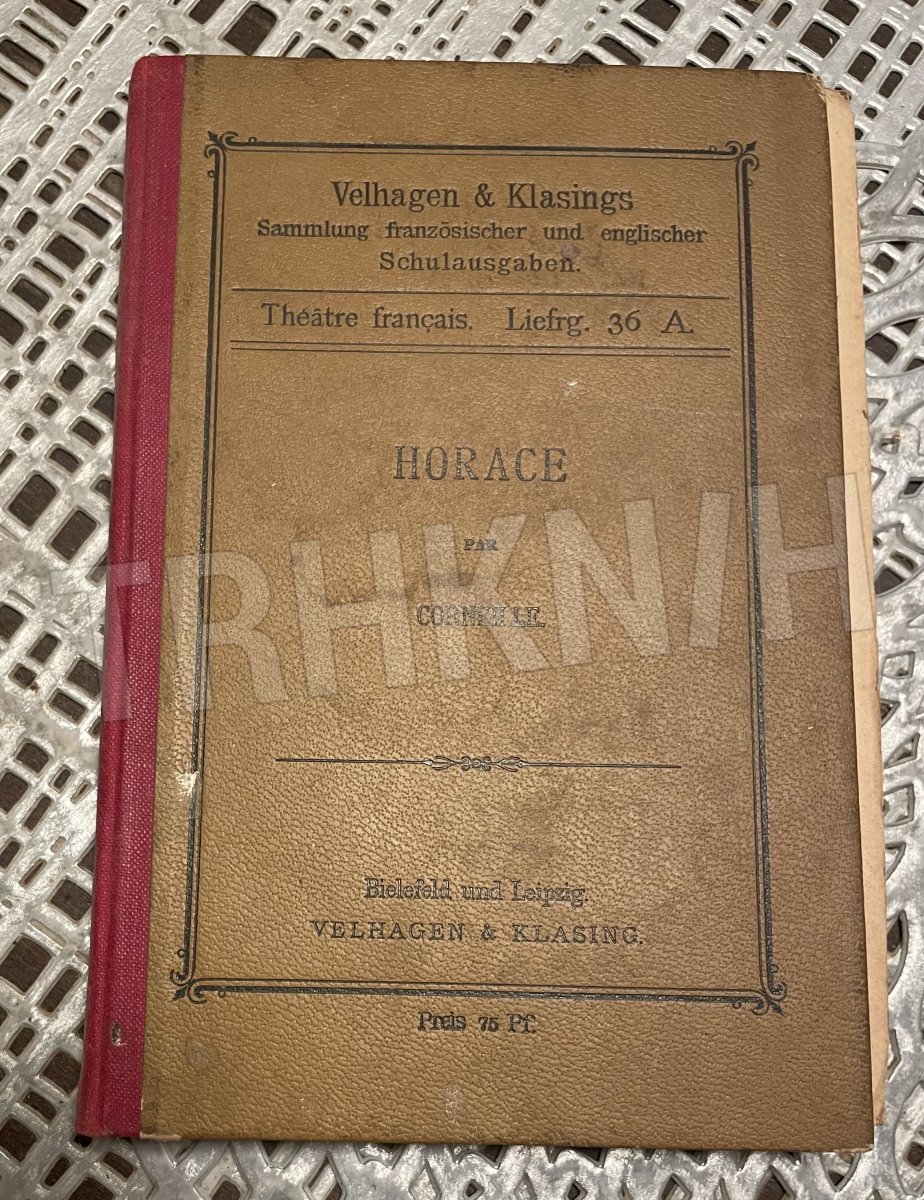 Velhagen & Klasings
Sammlung französischer und englischer
Schulausgaben.
Théâtre français. Liefrg. 36 A.
HORACE
PAR
CORNEILLE.
TRHKN/H
Bielefeld und Leipzig.
VELHAGEN & KLASING.
Preis 75 Pf.